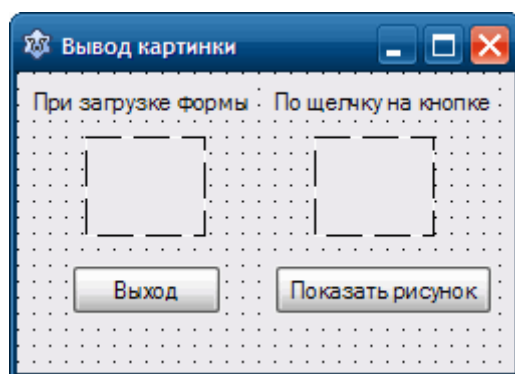 Вывод картинки
При загрузке формы По щелчку на кнопке
Выход Показать рисунок